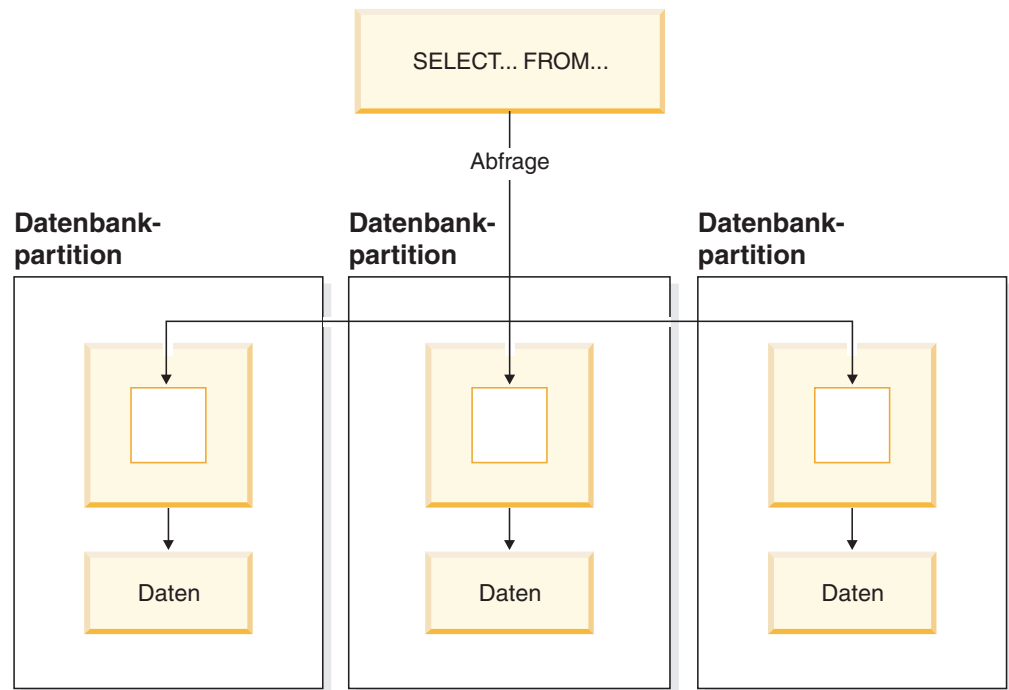 SELECT... FROM...
Abfrage
Datenbank-
partition
Datenbank-
partition
Datenbank-
partition
Daten
Daten
Daten